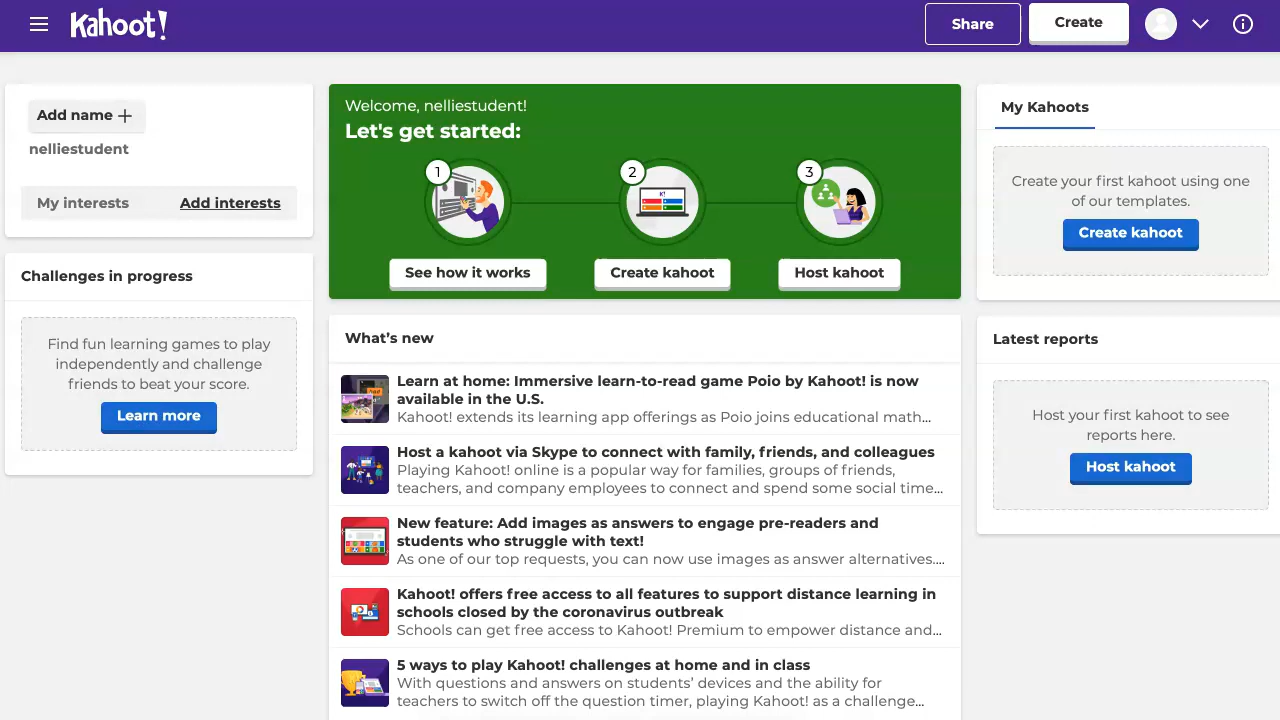 Kahoot!
Share
Create
Add name
nelliestudent
My interests
Add interests
Challenges in progress
Find fun learning games to play
independently and challenge
friends to beat your score.
Learn more
Welcome, nelliestudent!
Let's get started:
1
2
3
K!
See how it works
Create kahoot
Host kahoot
What’s new
Learn at home: Immersive learn-to-read game Poio by Kahoot! is now
available in the U.S.
Kahoot! extends its learning app offerings as Poio joins educational math...
Host a kahoot via Skype to connect with family, friends, and colleagues
Playing Kahoot! online is a popular way for families, groups of friends,
teachers, and company employees to connect and spend some social time...
New feature: Add images as answers to engage pre-readers and
students who struggle with text!
As one of our top requests, you can now use images as answer alternatives....
Kahoot! offers free access to all features to support distance learning in
schools closed by the coronavirus outbreak
Schools can get free access to Kahoot! Premium to empower distance and...
5 ways to play Kahoot! challenges at home and in class
With questions and answers on students’ devices and the ability for
teachers to switch off the question timer, playing Kahoot! as a challenge...
My Kahoots
Create your first kahoot using one
of our templates.
Create kahoot
Latest reports
Host your first kahoot to see
reports here.
Host kahoot